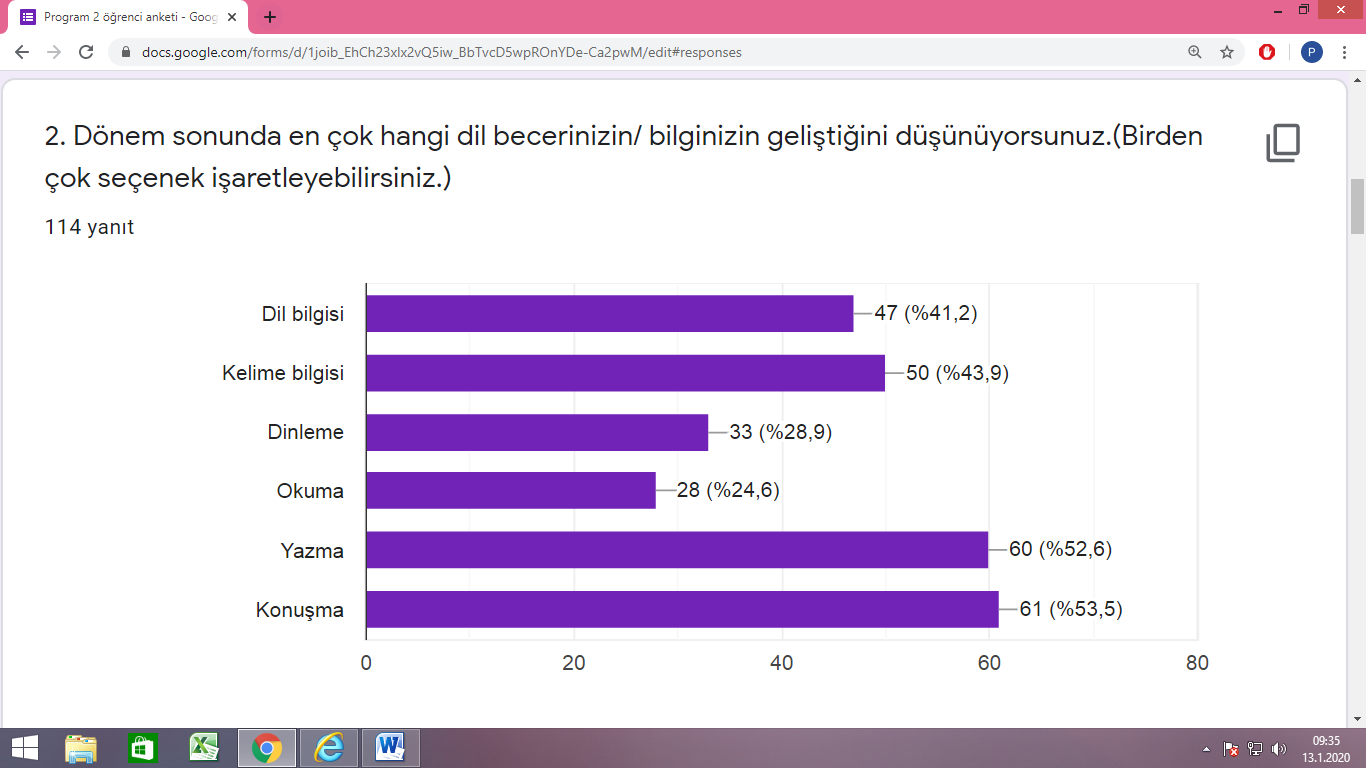 Program 2 öğrenci anketi - Goog
docs.google.com/forms/d/1joib_EhCh23xlx2vQ5iw_BbTvcD5wpROnYDe-Ca2pwM/edit#responses
P
2. Dönem sonunda en çok hangi dil becerinizin/ bilginizin geliştiğini düşünüyorsunuz.(Birden
çok seçenek işaretleyebilirsiniz.)
114 yanıt
Dil bilgisi 47 (%41,2)
Kelime bilgisi 50 (%43,9)
Dinleme 33 (%28,9)
Okuma 28 (%24,6)
Yazma 60 (%52,6)
Konuşma 61 (%53,5)
0 20 40 60 80
09:35
13.1.2020